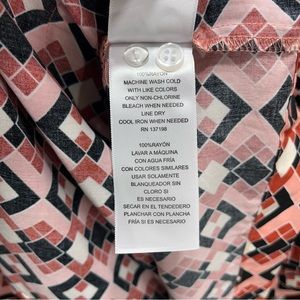 100%RAYON
MACHINE WASH COLD
WITH LIKE COLORS
ONLY NON-CHLORINE
BLEACH WHEN NEEDED
LINE DRY
COOL IRON WHEN NEEDED
RN 137198
100%RAYÓN
LAVAR A MÁQUINA
CON AGUA FRÍA
CON COLORES SIMILARES
USAR SOLAMENTE
BLANQUEADOR SIN
CLORO SI
ES NECESARIO
SECAR EN EL TENDEDERO
PLANCHAR CON PLANCHA
FRÍA SI ES NECESARIO